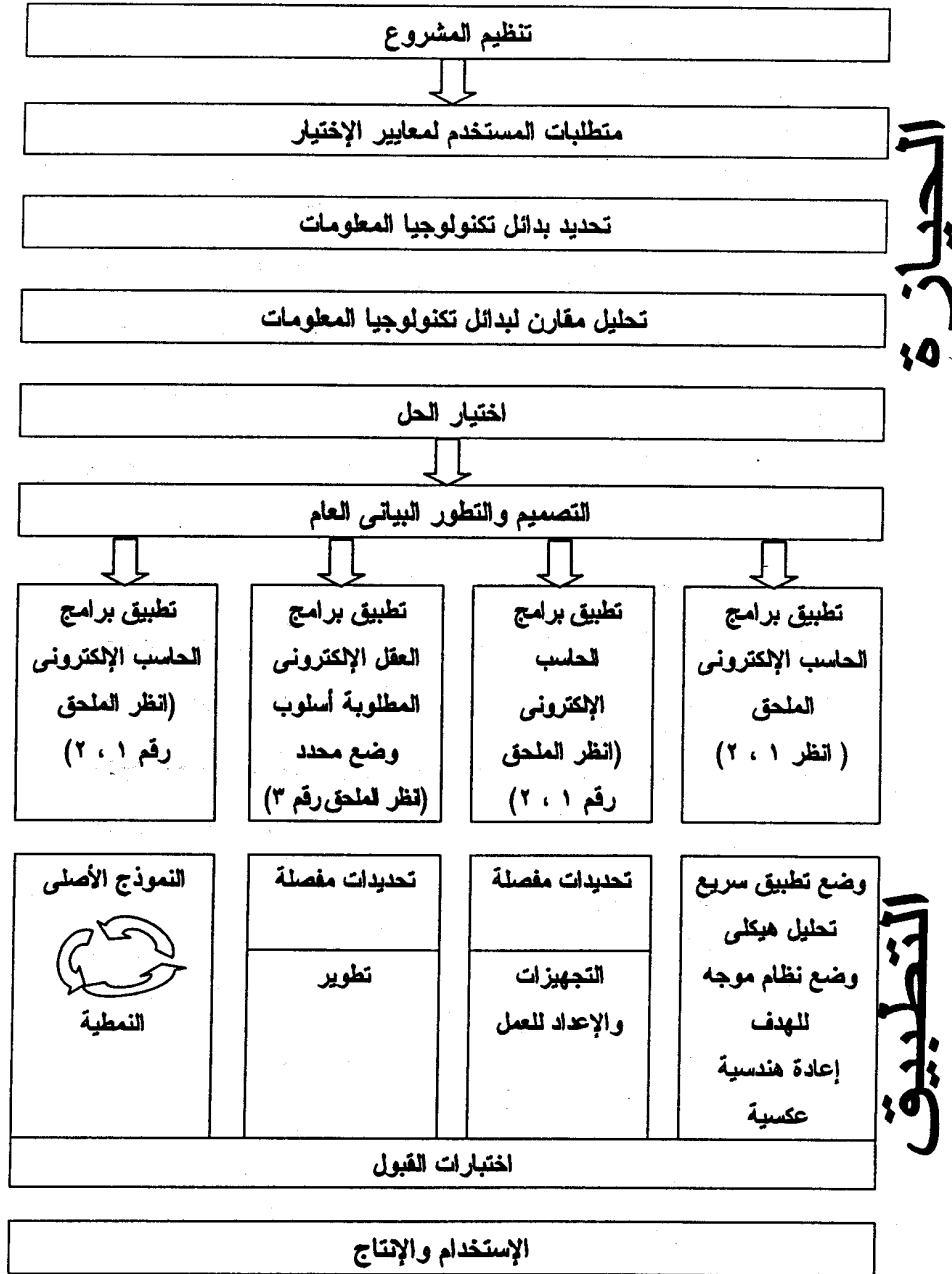 تنظيم المشروع
متطلبات المستخدم لمعايير الإختيار
تحديد بدائل تكنولوجيا المعلومات
تحليل مقارن لبدائل تكنولوجيا المعلومات
اختيار الحل
الحيازة
التصميم والتطور البيانى العام
تطبيق برامج
الحاسب الإلكترونى
الملحق
( انظر ١ ، ٢)
تطبيق برامج
الحاسب
الإلكترونى
(انظر الملحق
رقم ١ ، ٢)
تطبيق برامج
العقل الإلكترونى
المطلوبة أسلوب
وضع محدد
(انظر الملحق رقم ٣)
تطبيق برامج
الحاسب الإلكترونى
(انظر الملحق
رقم ١ ، ٢)
وضع تطبيق سريع
تحليل هيكلى
وضع نظام موجه
للهدف
إعادة هندسية
عكسية
تحديدات مفصلة
التجهيزات
والإعداد للعمل
تحديدات مفصلة
تطوير
النموذج الأصلى
النمطية
التطبيق
اختبارات القبول
الإستخدام والإنتاج